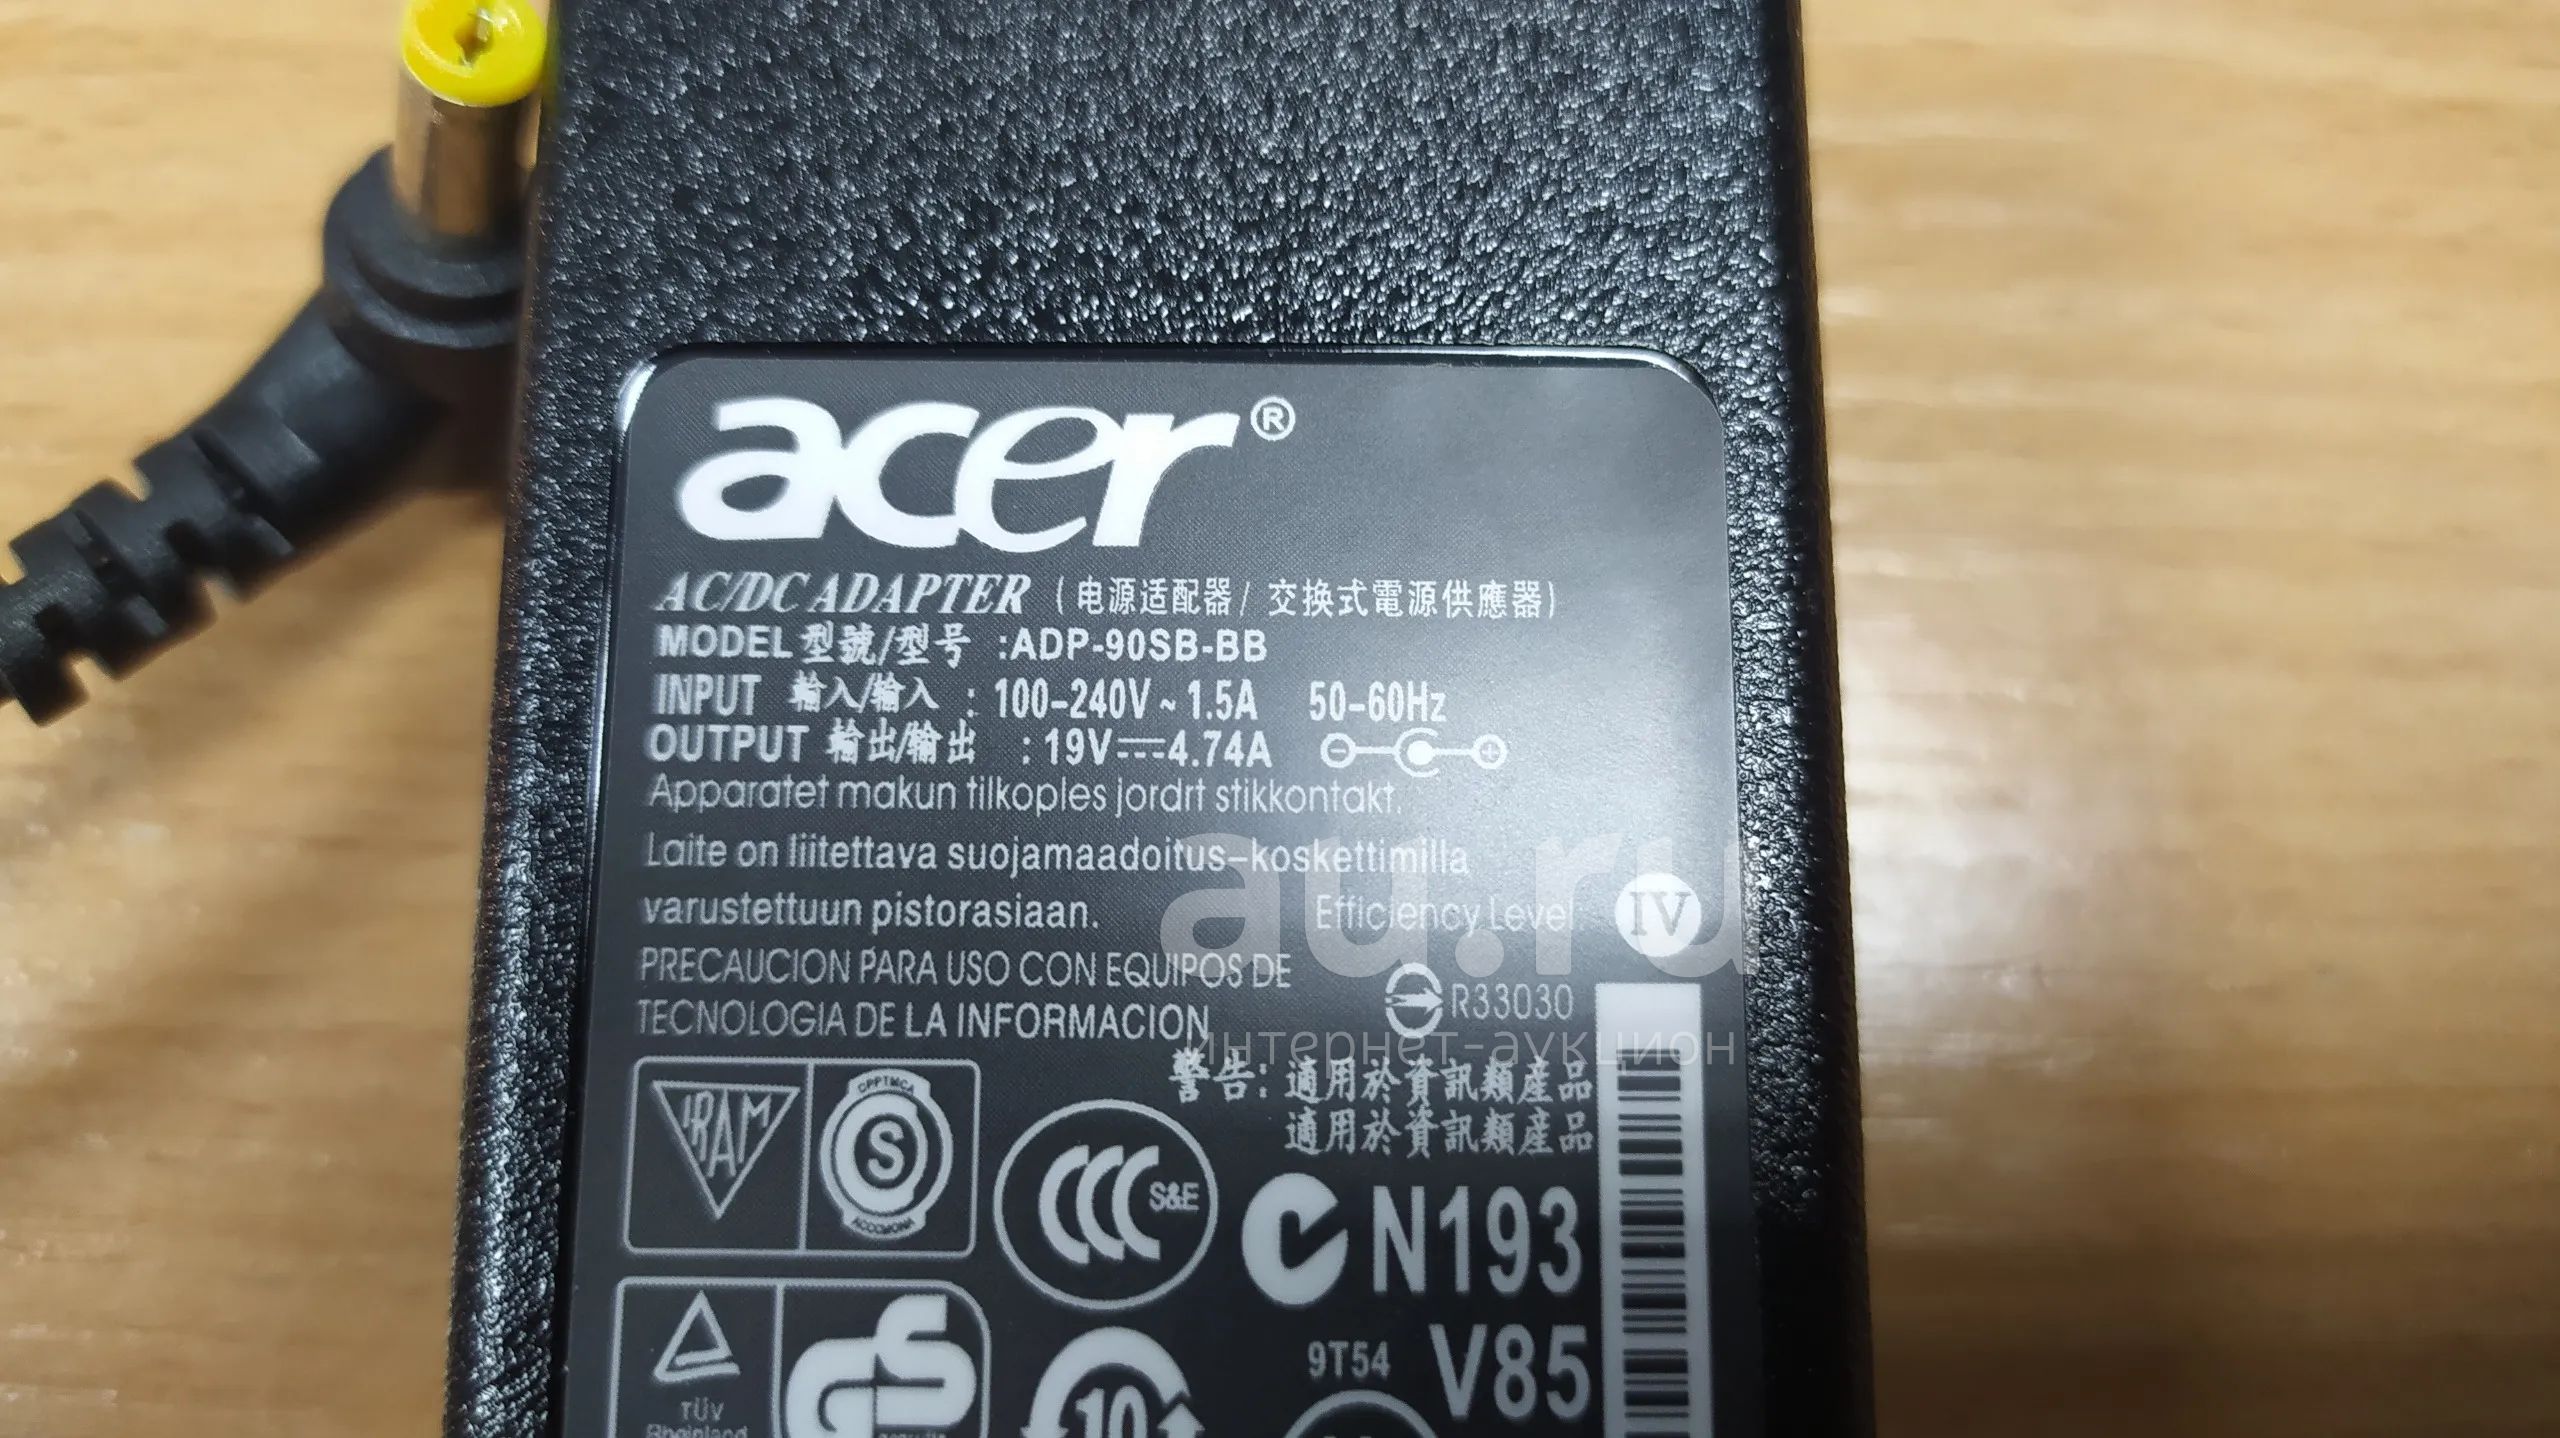 acer®
AC/DC ADAPTER (电源适配器/ 交换式電源供應器)
MODEL 型號/型号 :ADP-90SB-BB
INPUT 輸入/输入 : 100-240V ~ 1.5A 50-60Hz
OUTPUT 輸出/输出 : 19V⎓4.74A
Apparatet makun tilkoples jordrt stikkontakt.
Laite on liitettava suojamaadoitus-koskettimilla
varustettuun pistorasiaan. Efficiency Level IV
PRECAUCION PARA USO CON EQUIPOS DE
TECNOLOGIA DE LA INFORMACION
R33030
au.ru
интернет-аукцион
警告: 適用於資訊類產品
適用於資訊類產品
IRAM
S
CCC S&E
N193
9T54 V85
TÜV
Rheinland
10